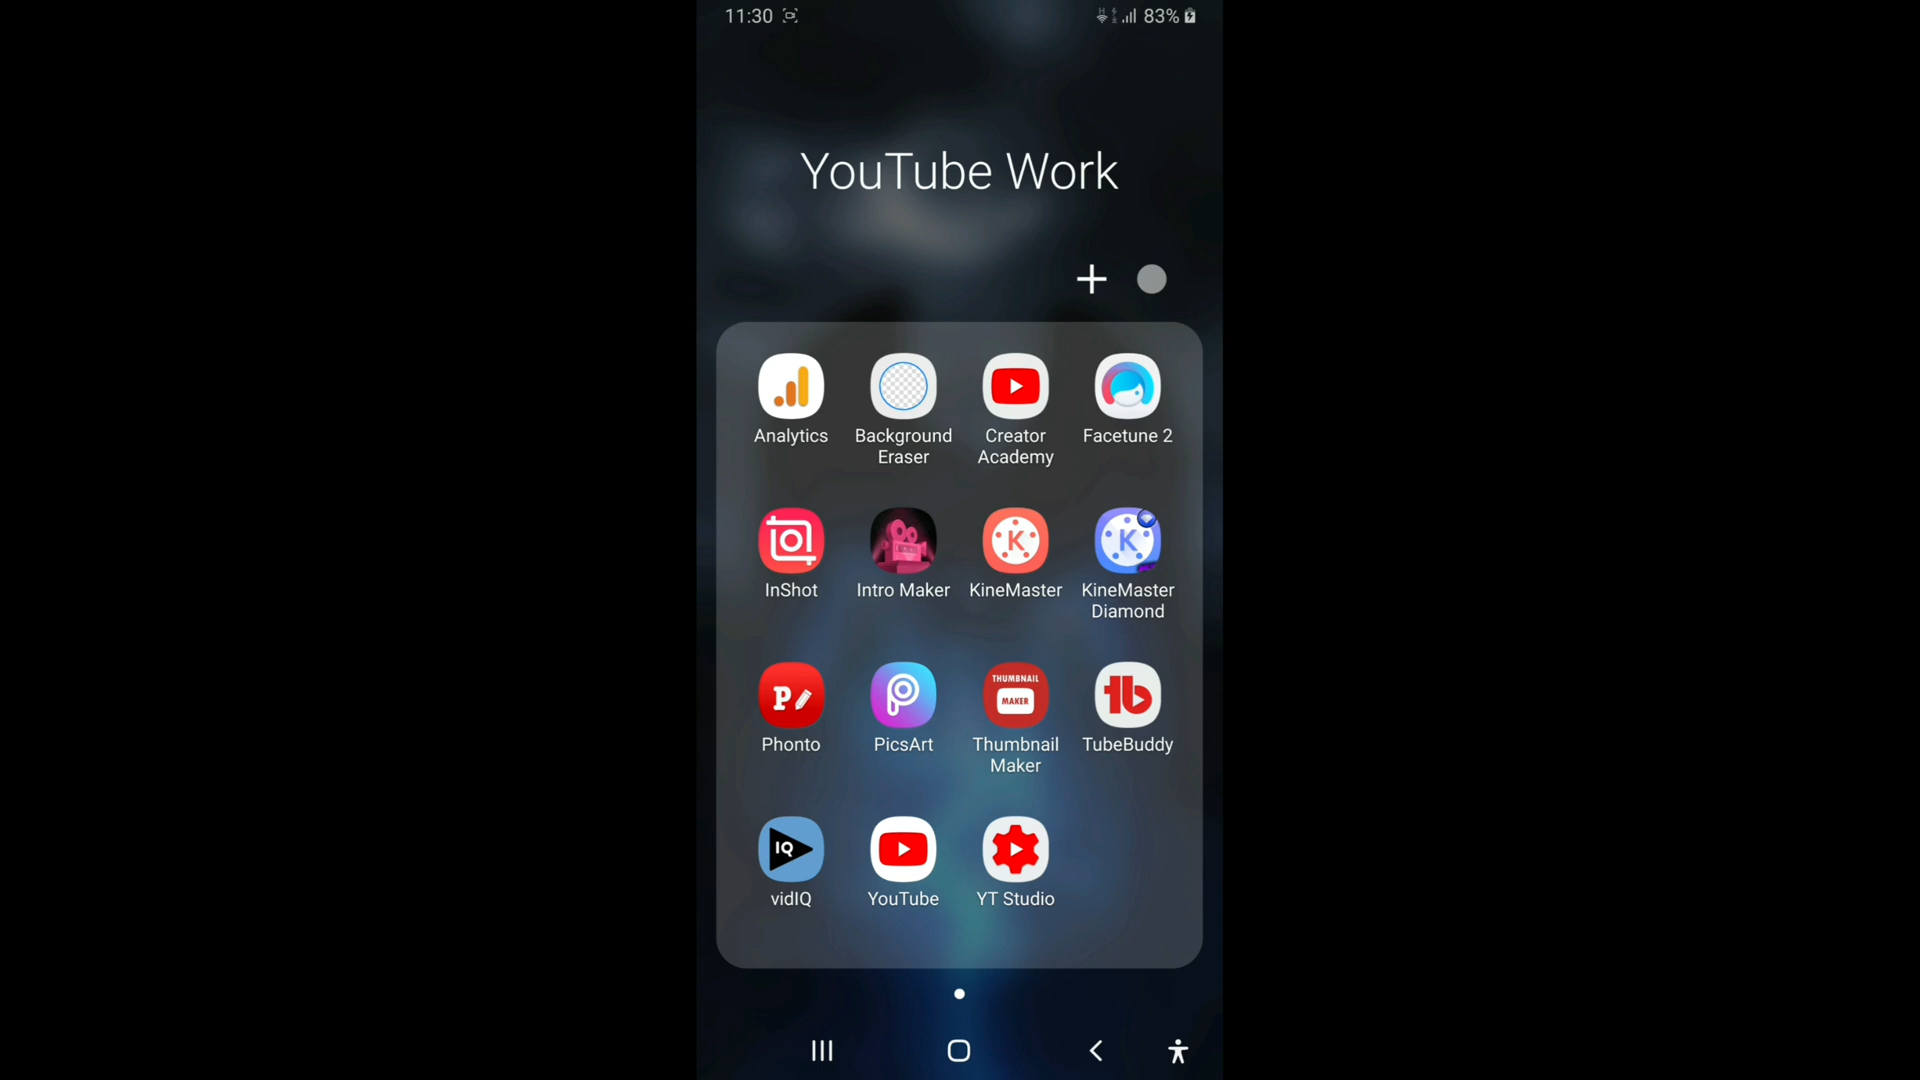 11:30
83%
YouTube Work
Analytics
Background
Eraser
Creator
Academy
Facetune 2
InShot
Intro Maker
K
KineMaster
K
KineMaster
Diamond
P
Phonto
PicsArt
THUMBNAIL
MAKER
Thumbnail
Maker
tb
TubeBuddy
IQ
vidIQ
YouTube
YT Studio